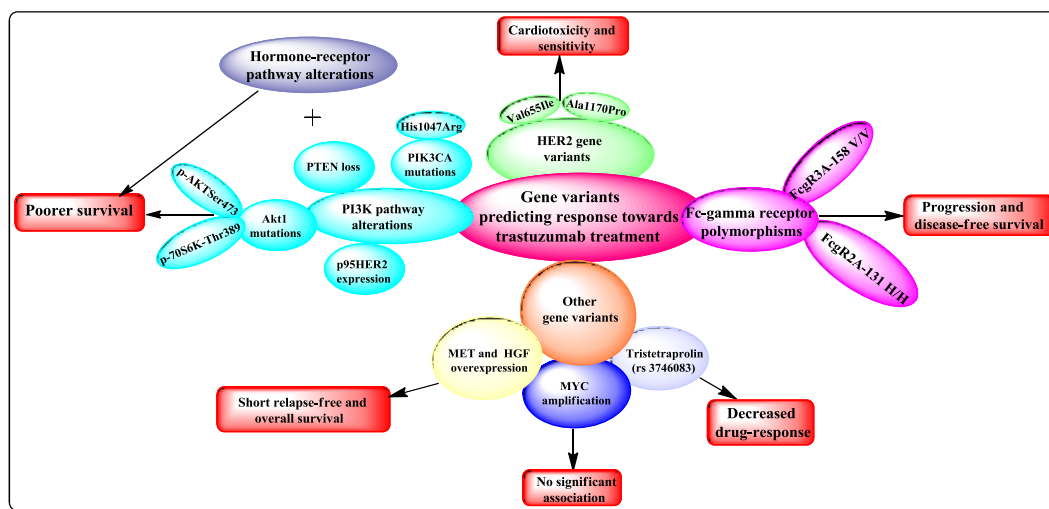 Cardiotoxicity and
sensitivity
Hormone-receptor
pathway alterations
+
Val655Ile
Ala1170Pro
His1047Arg
HER2 gene
variants
PTEN loss
PIK3CA
mutations
FcgR3A-158 V/V
p-AKTSer473
Poorer survival
Akt1
mutations
PI3K pathway
alterations
Gene variants
predicting response towards
trastuzumab treatment
Fc-gamma receptor
polymorphisms
Progression and
disease-free survival
p-70S6K-Thr389
p95HER2
expression
FcgR2A-131 H/H
Other
gene variants
MET and HGF
overexpression
Tristetraprolin
(rs 3746083)
MYC
amplification
Short relapse-free and
overall survival
Decreased
drug-response
No significant
association